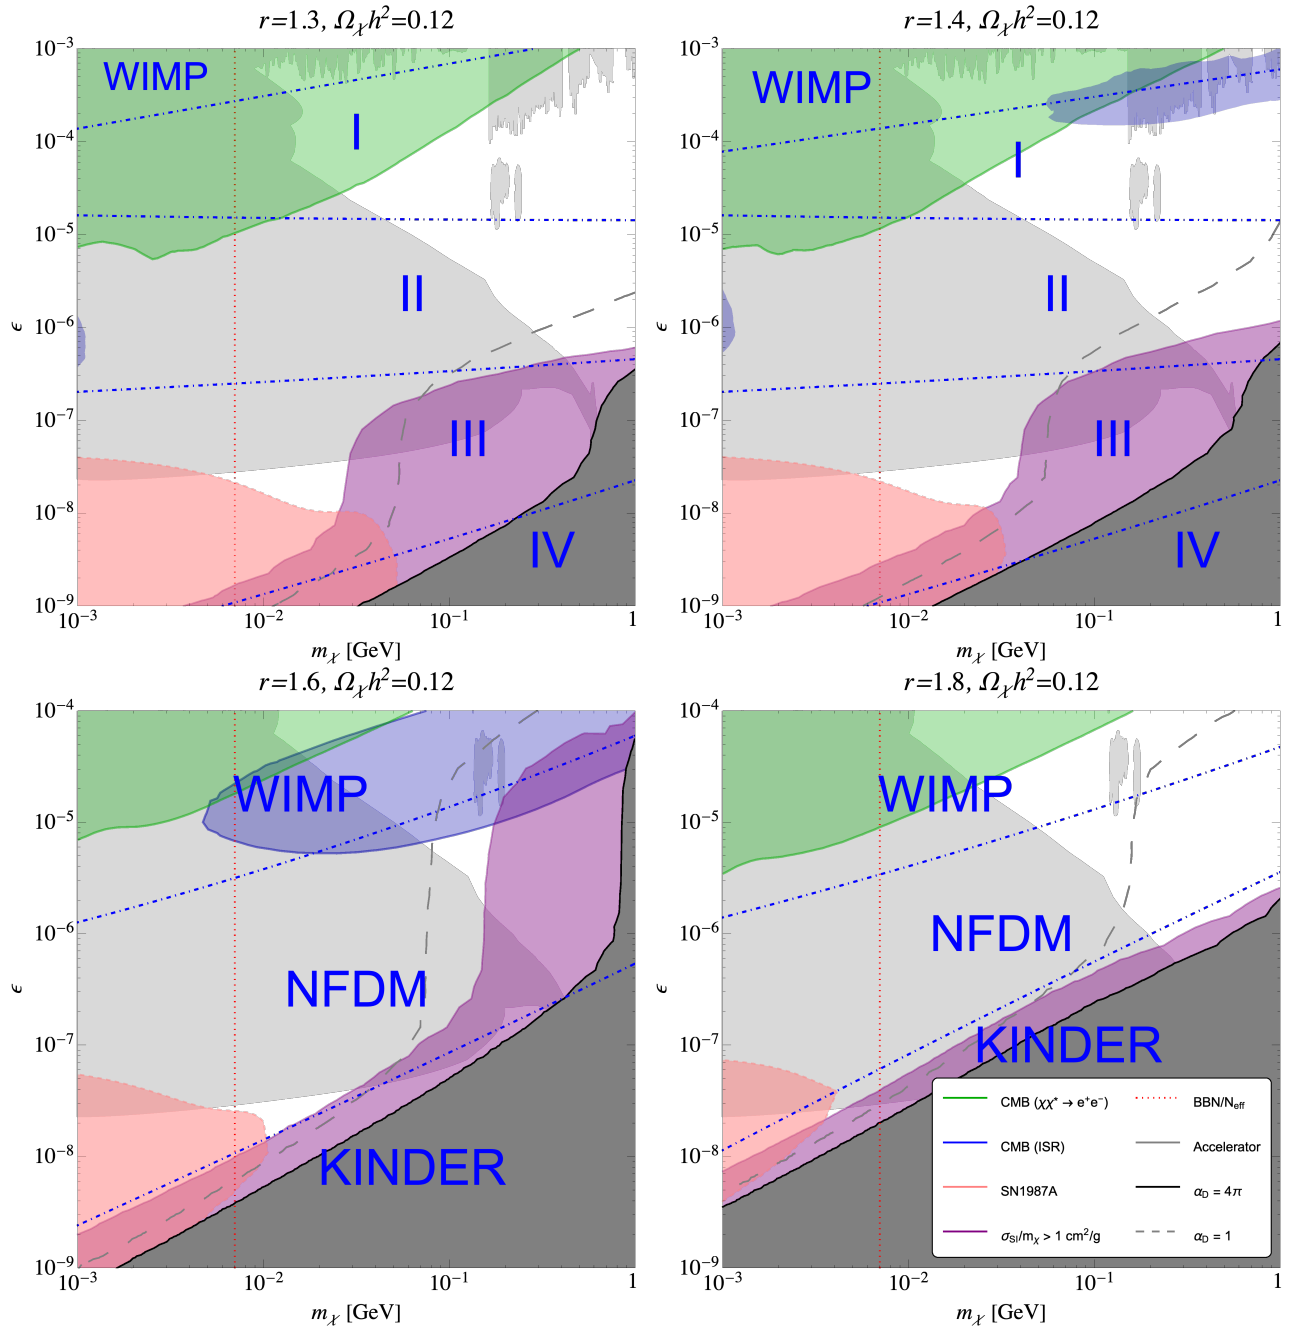 r=1.3, Ωχh²=0.12
10⁻³
WIMP
I
10⁻⁴
10⁻⁵
II
ϵ
10⁻⁶
10⁻⁷
III
10⁻⁸
IV
10⁻⁹
10⁻³
10⁻²
10⁻¹
1
mχ [GeV]
r=1.4, Ωχh²=0.12
10⁻³
WIMP
10⁻⁴
I
10⁻⁵
II
ϵ
10⁻⁶
10⁻⁷
III
10⁻⁸
IV
10⁻⁹
10⁻³
10⁻²
10⁻¹
1
mχ [GeV]
r=1.6, Ωχh²=0.12
10⁻⁴
WIMP
10⁻⁵
10⁻⁶
ϵ
NFDM
10⁻⁷
10⁻⁸
KINDER
10⁻⁹
10⁻³
10⁻²
10⁻¹
1
mχ [GeV]
r=1.8, Ωχh²=0.12
10⁻⁴
WIMP
10⁻⁵
10⁻⁶
NFDM
ϵ
10⁻⁷
KINDER
10⁻⁸
10⁻⁹
10⁻³
10⁻²
10⁻¹
1
mχ [GeV]
CMB (χχ* → e⁺e⁻)
BBN/Neff
CMB (ISR)
Accelerator
SN1987A
αD = 4π
σSI/mχ > 1 cm²/g
αD = 1